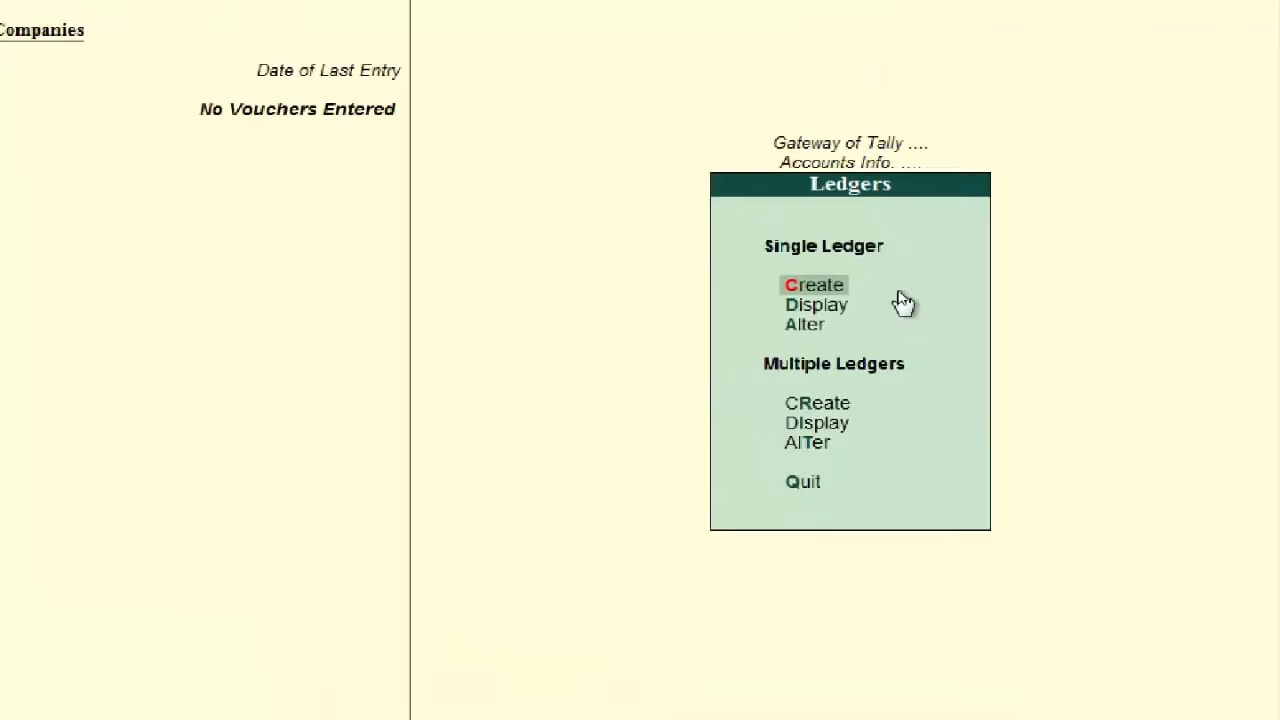 Companies
Date of Last Entry
No Vouchers Entered
Gateway of Tally ....
Accounts Info. ....
Ledgers
Single Ledger
Create
Display
Alter
Multiple Ledgers
CReate
DIsplay
AlTer
Quit